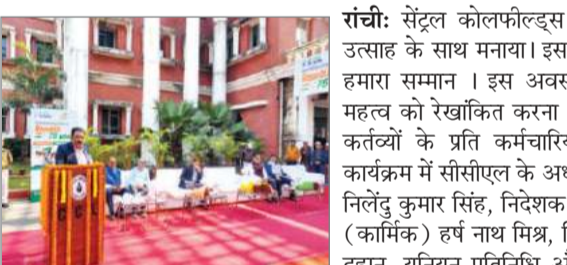 रांची: सेंट्रल कोलफील्ड्स
उत्साह के साथ मनाया। इस
हमारा सम्मान । इस अवस
महत्व को रेखांकित करना
कर्तव्यों के प्रति कर्मचारिय
कार्यक्रम में सीसीएल के अध
निलेंदु कुमार सिंह, निदेशक
(कार्मिक) हर्ष नाथ मिश्र,
C C L